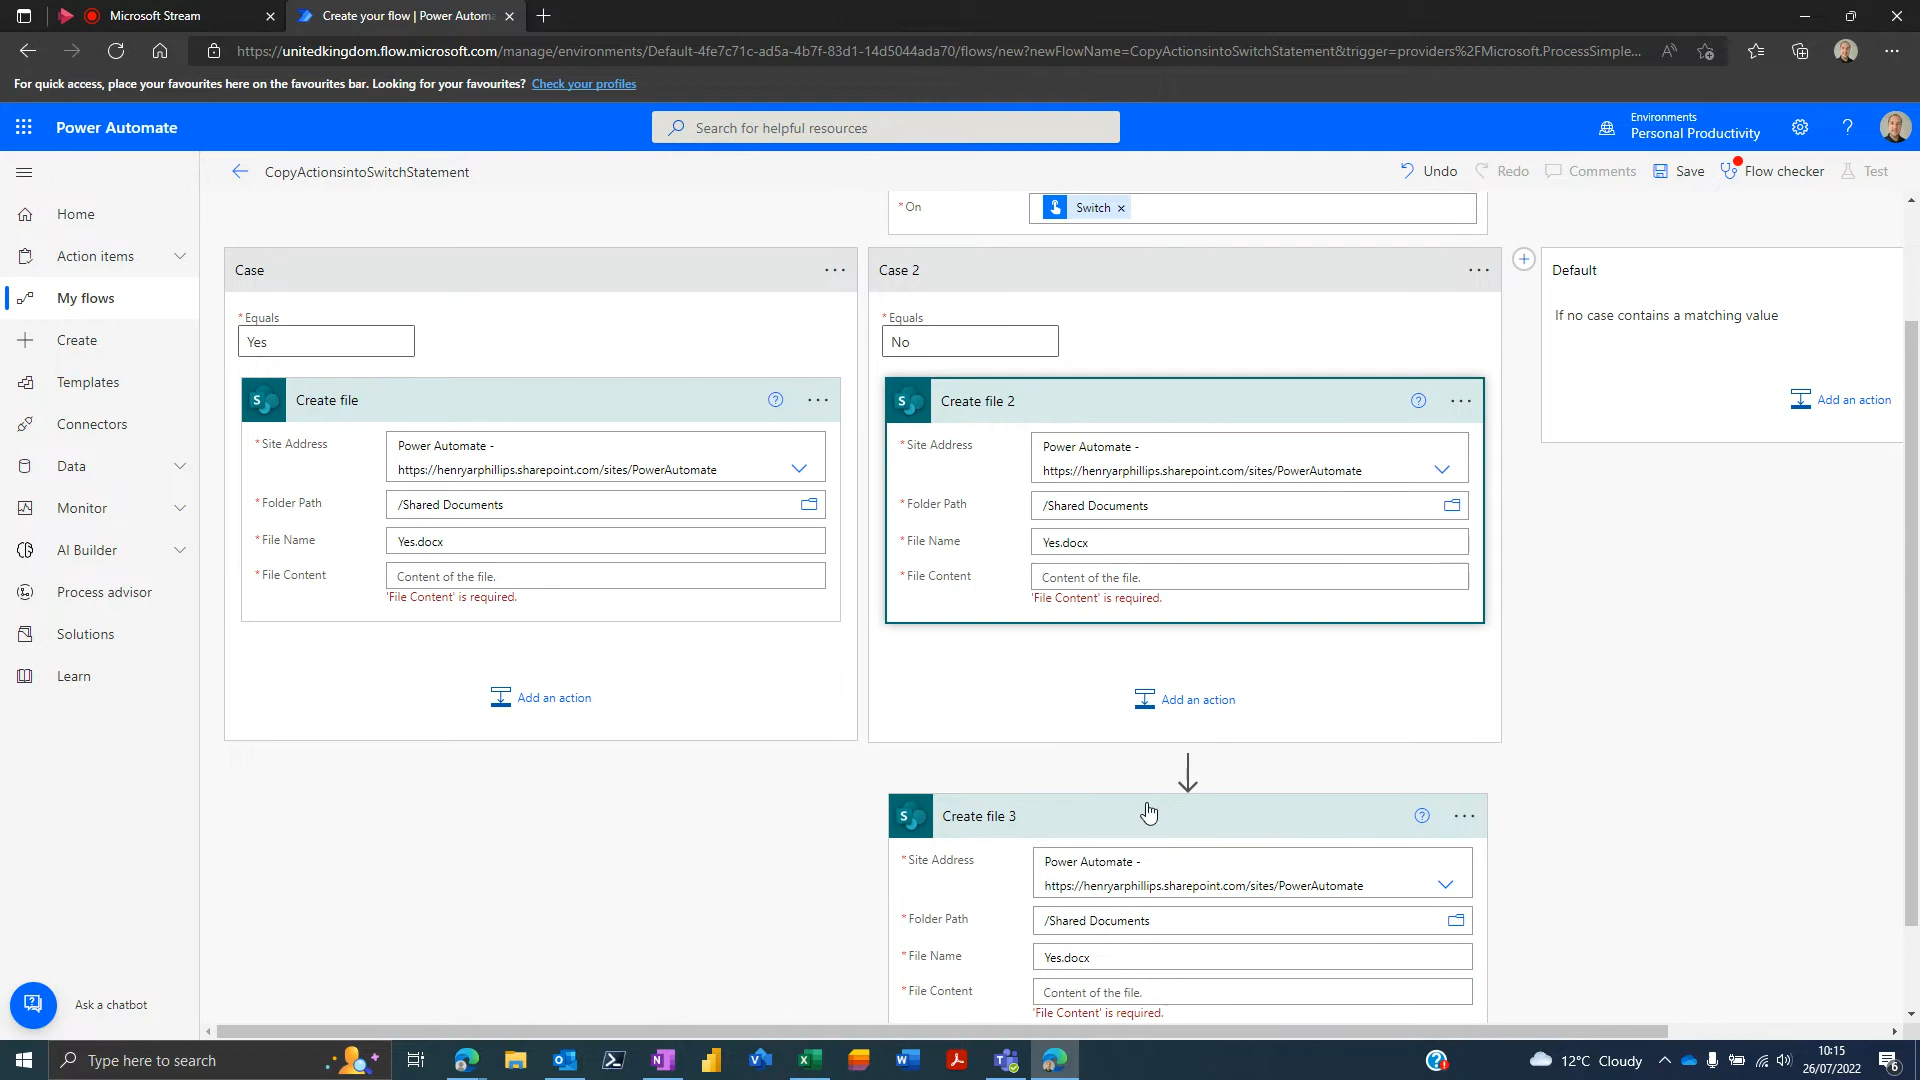 Microsoft Stream
Create your flow | Power Automa
https://unitedkingdom.flow.microsoft.com/manage/environments/Default-4fe7c71c-ad5a-4b7f-83d1-14d5044ada70/flows/new?newFlowName=CopyActionsintoSwitchStatement&trigger=providers%2FMicrosoft.ProcessSimple...
For quick access, place your favourites here on the favourites bar. Looking for your favourites? Check your profiles
Power Automate
Search for helpful resources
Environments
Personal Productivity
CopyActionsintoSwitchStatement
Undo
Redo
Comments
Save
Flow checker
Test
Home
Action items
My flows
Create
Templates
Connectors
Data
Monitor
AI Builder
Process advisor
Solutions
Learn
Ask a chatbot
* On
Switch
Case
* Equals
Yes
Create file
* Site Address
Power Automate -
https://henryarphillips.sharepoint.com/sites/PowerAutomate
* Folder Path
/Shared Documents
* File Name
Yes.docx
* File Content
Content of the file.
'File Content' is required.
Add an action
Case 2
* Equals
No
Create file 2
* Site Address
Power Automate -
https://henryarphillips.sharepoint.com/sites/PowerAutomate
* Folder Path
/Shared Documents
* File Name
Yes.docx
* File Content
Content of the file.
'File Content' is required.
Add an action
Default
If no case contains a matching value
Add an action
Create file 3
* Site Address
Power Automate -
https://henryarphillips.sharepoint.com/sites/PowerAutomate
* Folder Path
/Shared Documents
* File Name
Yes.docx
* File Content
Content of the file.
'File Content' is required.
Type here to search
12°C Cloudy
10:15
26/07/2022
6